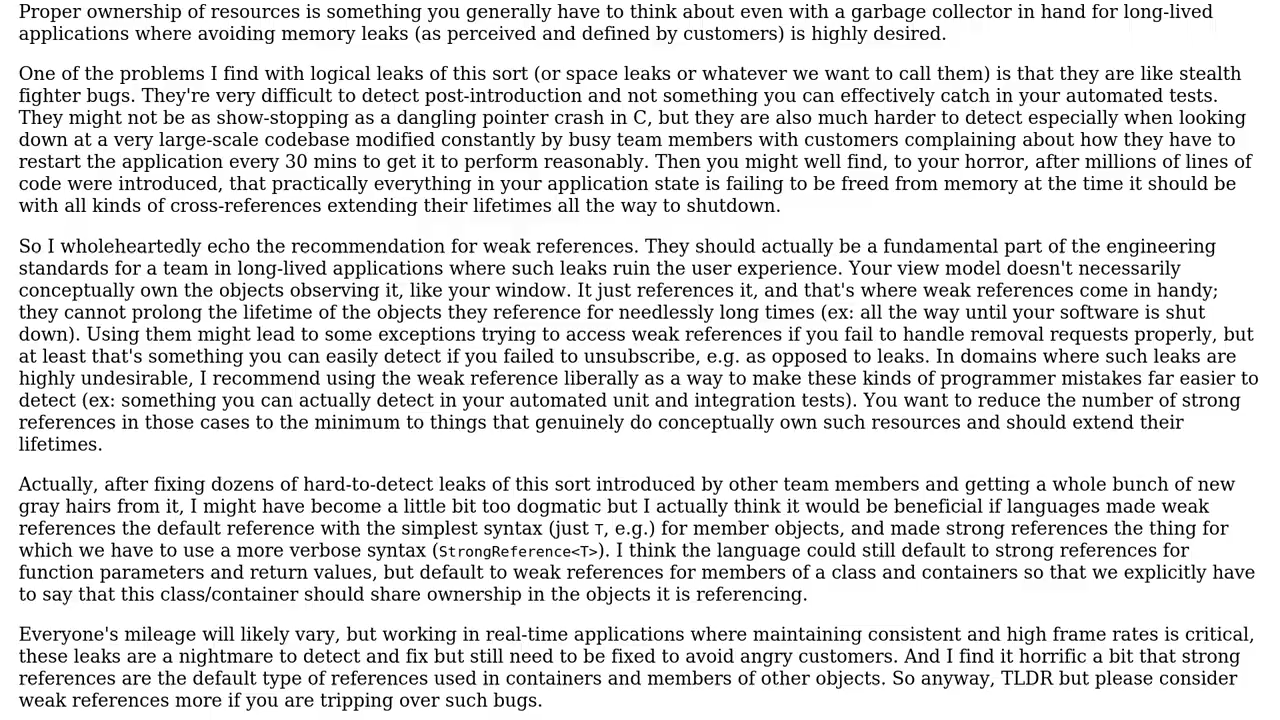 Proper ownership of resources is something you generally have to think about even with a garbage collector in hand for long-lived
applications where avoiding memory leaks (as perceived and defined by customers) is highly desired.
One of the problems I find with logical leaks of this sort (or space leaks or whatever we want to call them) is that they are like stealth
fighter bugs. They're very difficult to detect post-introduction and not something you can effectively catch in your automated tests.
They might not be as show-stopping as a dangling pointer crash in C, but they are also much harder to detect especially when looking
down at a very large-scale codebase modified constantly by busy team members with customers complaining about how they have to
restart the application every 30 mins to get it to perform reasonably. Then you might well find, to your horror, after millions of lines of
code were introduced, that practically everything in your application state is failing to be freed from memory at the time it should be
with all kinds of cross-references extending their lifetimes all the way to shutdown.
So I wholeheartedly echo the recommendation for weak references. They should actually be a fundamental part of the engineering
standards for a team in long-lived applications where such leaks ruin the user experience. Your view model doesn't necessarily
conceptually own the objects observing it, like your window. It just references it, and that's where weak references come in handy;
they cannot prolong the lifetime of the objects they reference for needlessly long times (ex: all the way until your software is shut
down). Using them might lead to some exceptions trying to access weak references if you fail to handle removal requests properly, but
at least that's something you can easily detect if you failed to unsubscribe, e.g. as opposed to leaks. In domains where such leaks are
highly undesirable, I recommend using the weak reference liberally as a way to make these kinds of programmer mistakes far easier to
detect (ex: something you can actually detect in your automated unit and integration tests). You want to reduce the number of strong
references in those cases to the minimum to things that genuinely do conceptually own such resources and should extend their
lifetimes.
Actually, after fixing dozens of hard-to-detect leaks of this sort introduced by other team members and getting a whole bunch of new
gray hairs from it, I might have become a little bit too dogmatic but I actually think it would be beneficial if languages made weak
references the default reference with the simplest syntax (just T, e.g.) for member objects, and made strong references the thing for
which we have to use a more verbose syntax (StrongReference<T>). I think the language could still default to strong references for
function parameters and return values, but default to weak references for members of a class and containers so that we explicitly have
to say that this class/container should share ownership in the objects it is referencing.
Everyone's mileage will likely vary, but working in real-time applications where maintaining consistent and high frame rates is critical,
these leaks are a nightmare to detect and fix but still need to be fixed to avoid angry customers. And I find it horrific a bit that strong
references are the default type of references used in containers and members of other objects. So anyway, TLDR but please consider
weak references more if you are tripping over such bugs.